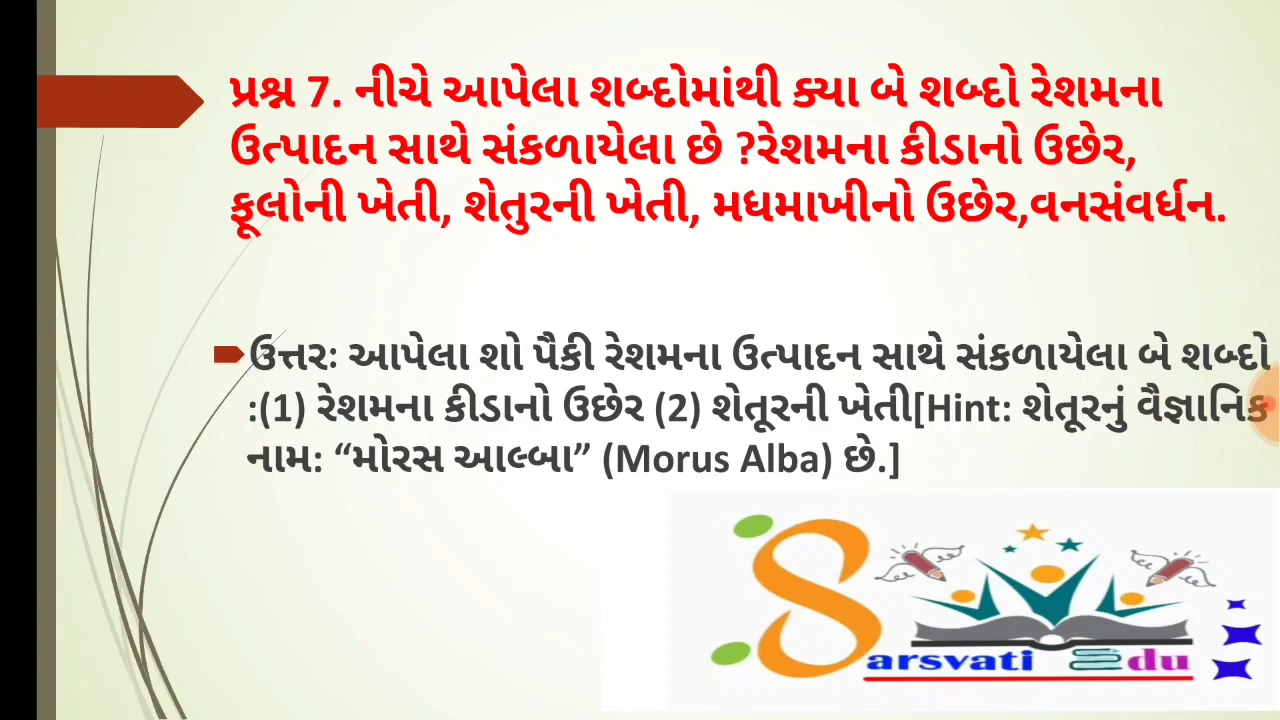 પ્રશ્ન 7. નીચે આપેલા શબ્દોમાંથી ક્યા બે શબ્દો રેશમના
ઉત્પાદન સાથે સંકળાયેલા છે ?રેશમના કીડાનો ઉછેર,
ફૂલોની ખેતી, શેતુરની ખેતી, મધમાખીનો ઉછેર,વનસંવર્ધન.
ઉત્તરઃ આપેલા શો પૈકી રેશમના ઉત્પાદન સાથે સંકળાયેલા બે શબ્દો
:(1) રેશમના કીડાનો ઉછેર (2) શેતૂરની ખેતી[Hint: શેતૂરનું વૈજ્ઞાનિક
નામ: “મોરસ આલ્બા” (Morus Alba) છે.]
Sarsvati Edu